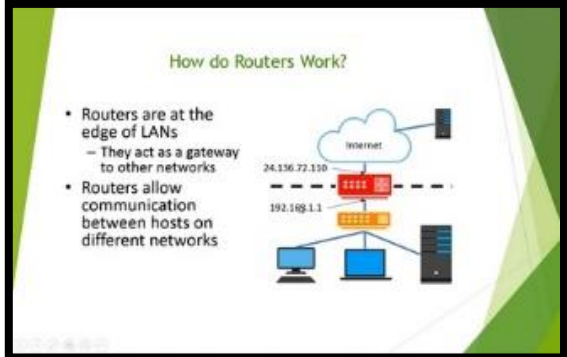 How do Routers Work?
• Routers are at the
edge of LANs
– They act as a gateway
to other networks
• Routers allow
communication
between hosts on
different networks
Internet
24.136.72.110
192.168.1.1